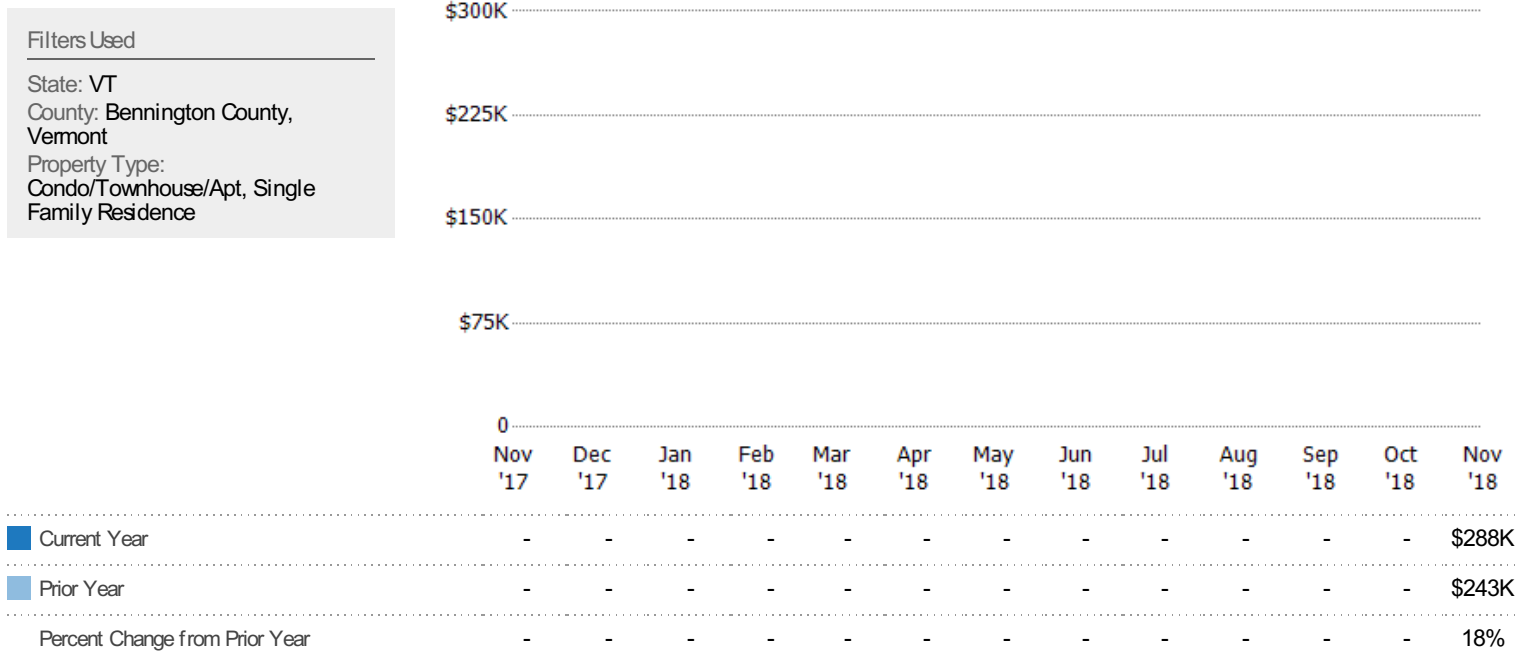 Filters Used
State: VT
County: Bennington County,
Vermont
Property Type:
Condo/Townhouse/Apt, Single
Family Residence
$300K
$225K
$150K
$75K
0
Nov Dec Jan Feb Mar Apr May Jun Jul Aug Sep Oct Nov
'17 '17 '18 '18 '18 '18 '18 '18 '18 '18 '18 '18 '18
Current Year - - - - - - - - - - - - $288K
Prior Year - - - - - - - - - - - - $243K
Percent Change from Prior Year - - - - - - - - - - - - 18%